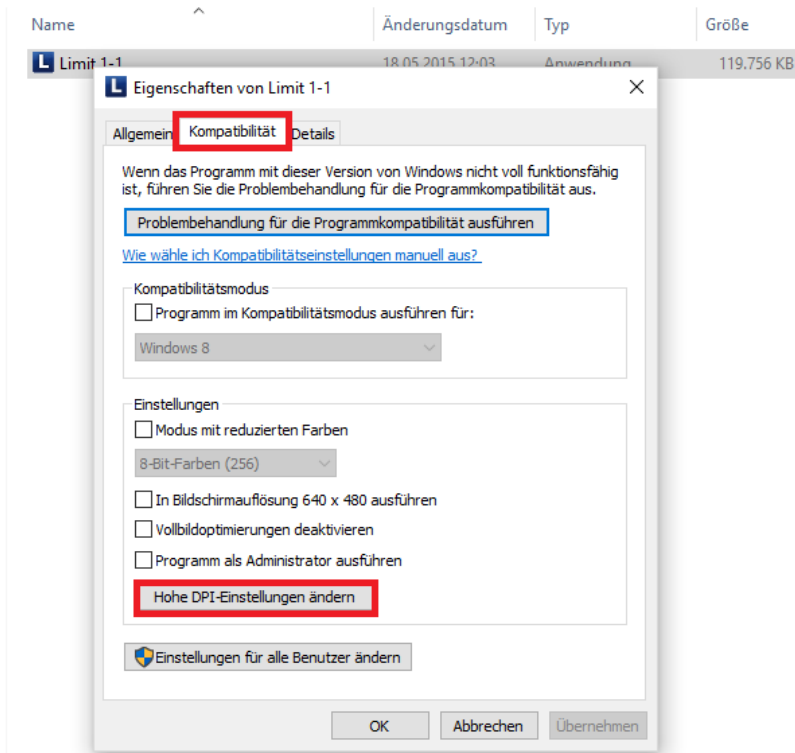 Name Änderungsdatum Typ Größe
Limit 1-1 18.05.2015 12:03 Anwendung 119.756 KB
Eigenschaften von Limit 1-1
Allgemein Kompatibilität Details
Wenn das Programm mit dieser Version von Windows nicht voll funktionsfähig
ist, führen Sie die Problembehandlung für die Programmkompatibilität aus.
Problembehandlung für die Programmkompatibilität ausführen
Wie wähle ich Kompatibilitätseinstellungen manuell aus?
Kompatibilitätsmodus
Programm im Kompatibilitätsmodus ausführen für:
Windows 8
Einstellungen
Modus mit reduzierten Farben
8-Bit-Farben (256)
In Bildschirmauflösung 640 x 480 ausführen
Vollbildoptimierungen deaktivieren
Programm als Administrator ausführen
Hohe DPI-Einstellungen ändern
Einstellungen für alle Benutzer ändern
OK Abbrechen Übernehmen